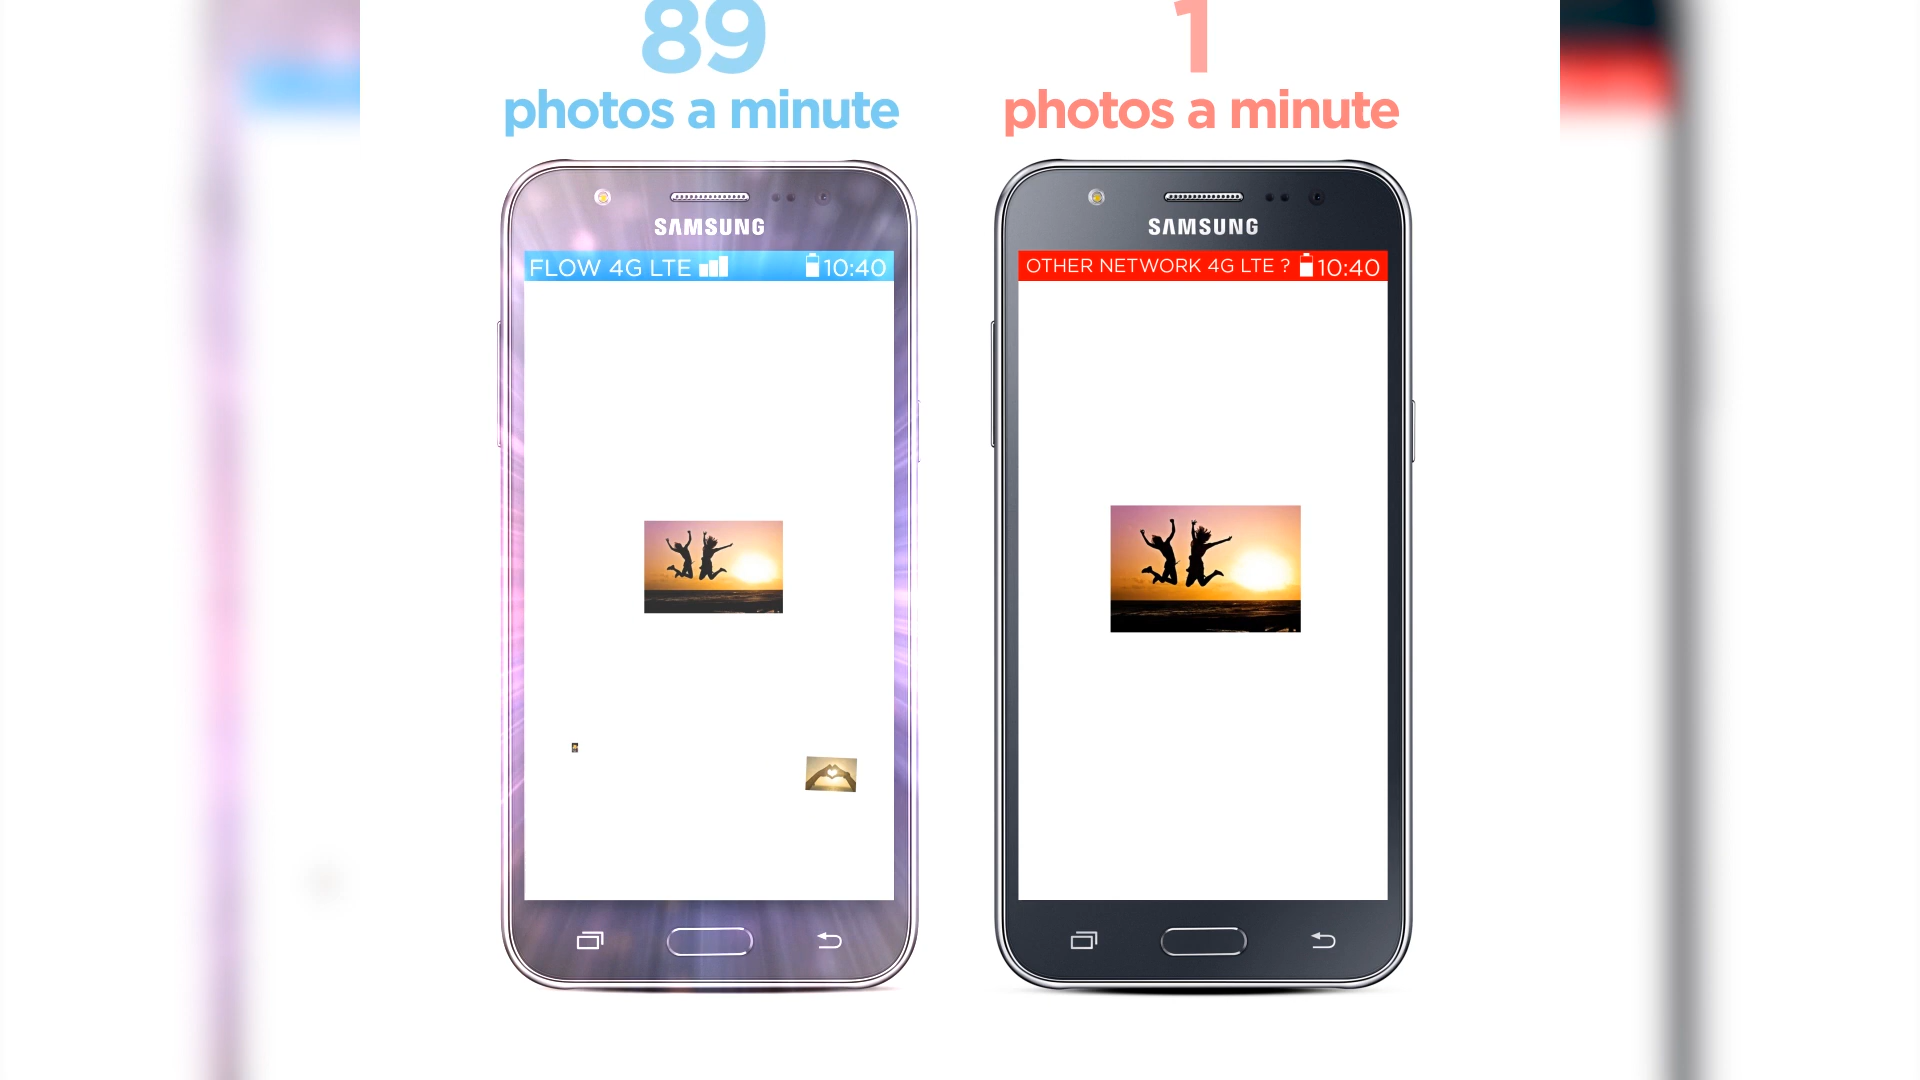 89
photos a minute
1
photos a minute
SAMSUNG
FLOW 4G LTE 10:40
SAMSUNG
OTHER NETWORK 4G LTE ? 10:40